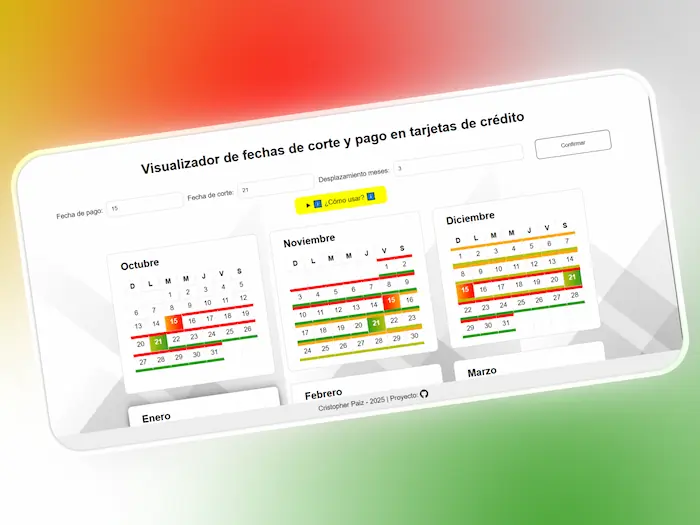 Visualizador de fechas de corte y pago en tarjetas de crédito
Fecha de pago: 15 Fecha de corte: 21 Desplazamiento meses: 3 Confirmar
► ℹ ¿Cómo usar? ℹ
Octubre
D L M M J V S
1 2 3 4 5
6 7 8 9 10 11 12
13 14 15 16 17 18 19
20 21 22 23 24 25 26
27 28 29 30 31
Noviembre
D L M M J V S
1 2
3 4 5 6 7 8 9
10 11 12 13 14 15 16
17 18 19 20 21 22 23
24 25 26 27 28 29 30
Diciembre
D L M M J V S
1 2 3 4 5 6 7
8 9 10 11 12 13 14
15 16 17 18 19 20 21
22 23 24 25 26 27 28
29 30 31
Enero
Febrero
Marzo
Cristopher Paiz - 2025 | Proyecto: